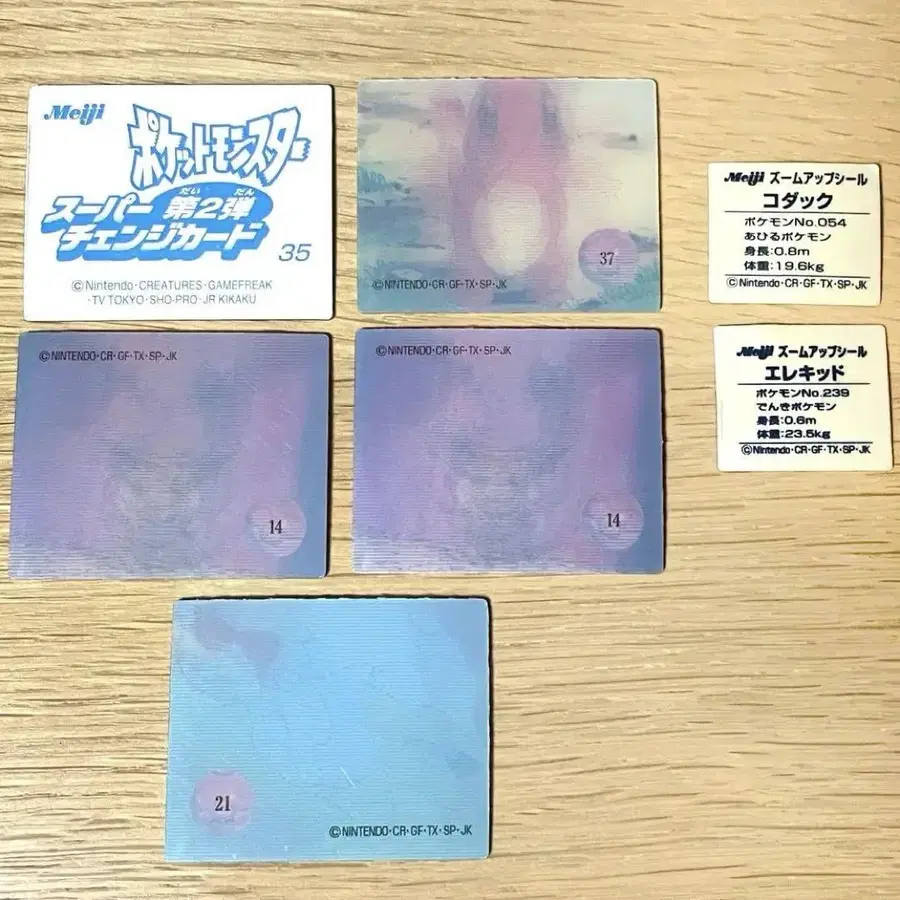 Meiji
ポケットモンスター
スーパー 第2弾
だい だん
チェンジカード
35
©Nintendo・CREATURES・GAMEFREAK
・TV TOKYO・SHO-PRO・JR KIKAKU
37
©NINTENDO・CR・GF・TX・SP・JK
Meiji ズームアップシール
コダック
ポケモンNo.054
あひるポケモン
身長:0.8m
体重:19.6kg
©Nintendo・CR・GF・TX・SP・JK
©NINTENDO・CR・GF・TX・SP・JK
14
©NINTENDO・CR・GF・TX・SP・JK
14
Meiji ズームアップシール
エレキッド
ポケモンNo.239
でんきポケモン
身長:0.6m
体重:23.5kg
©Nintendo・CR・GF・TX・SP・JK
21
©NINTENDO・CR・GF・TX・SP・JK